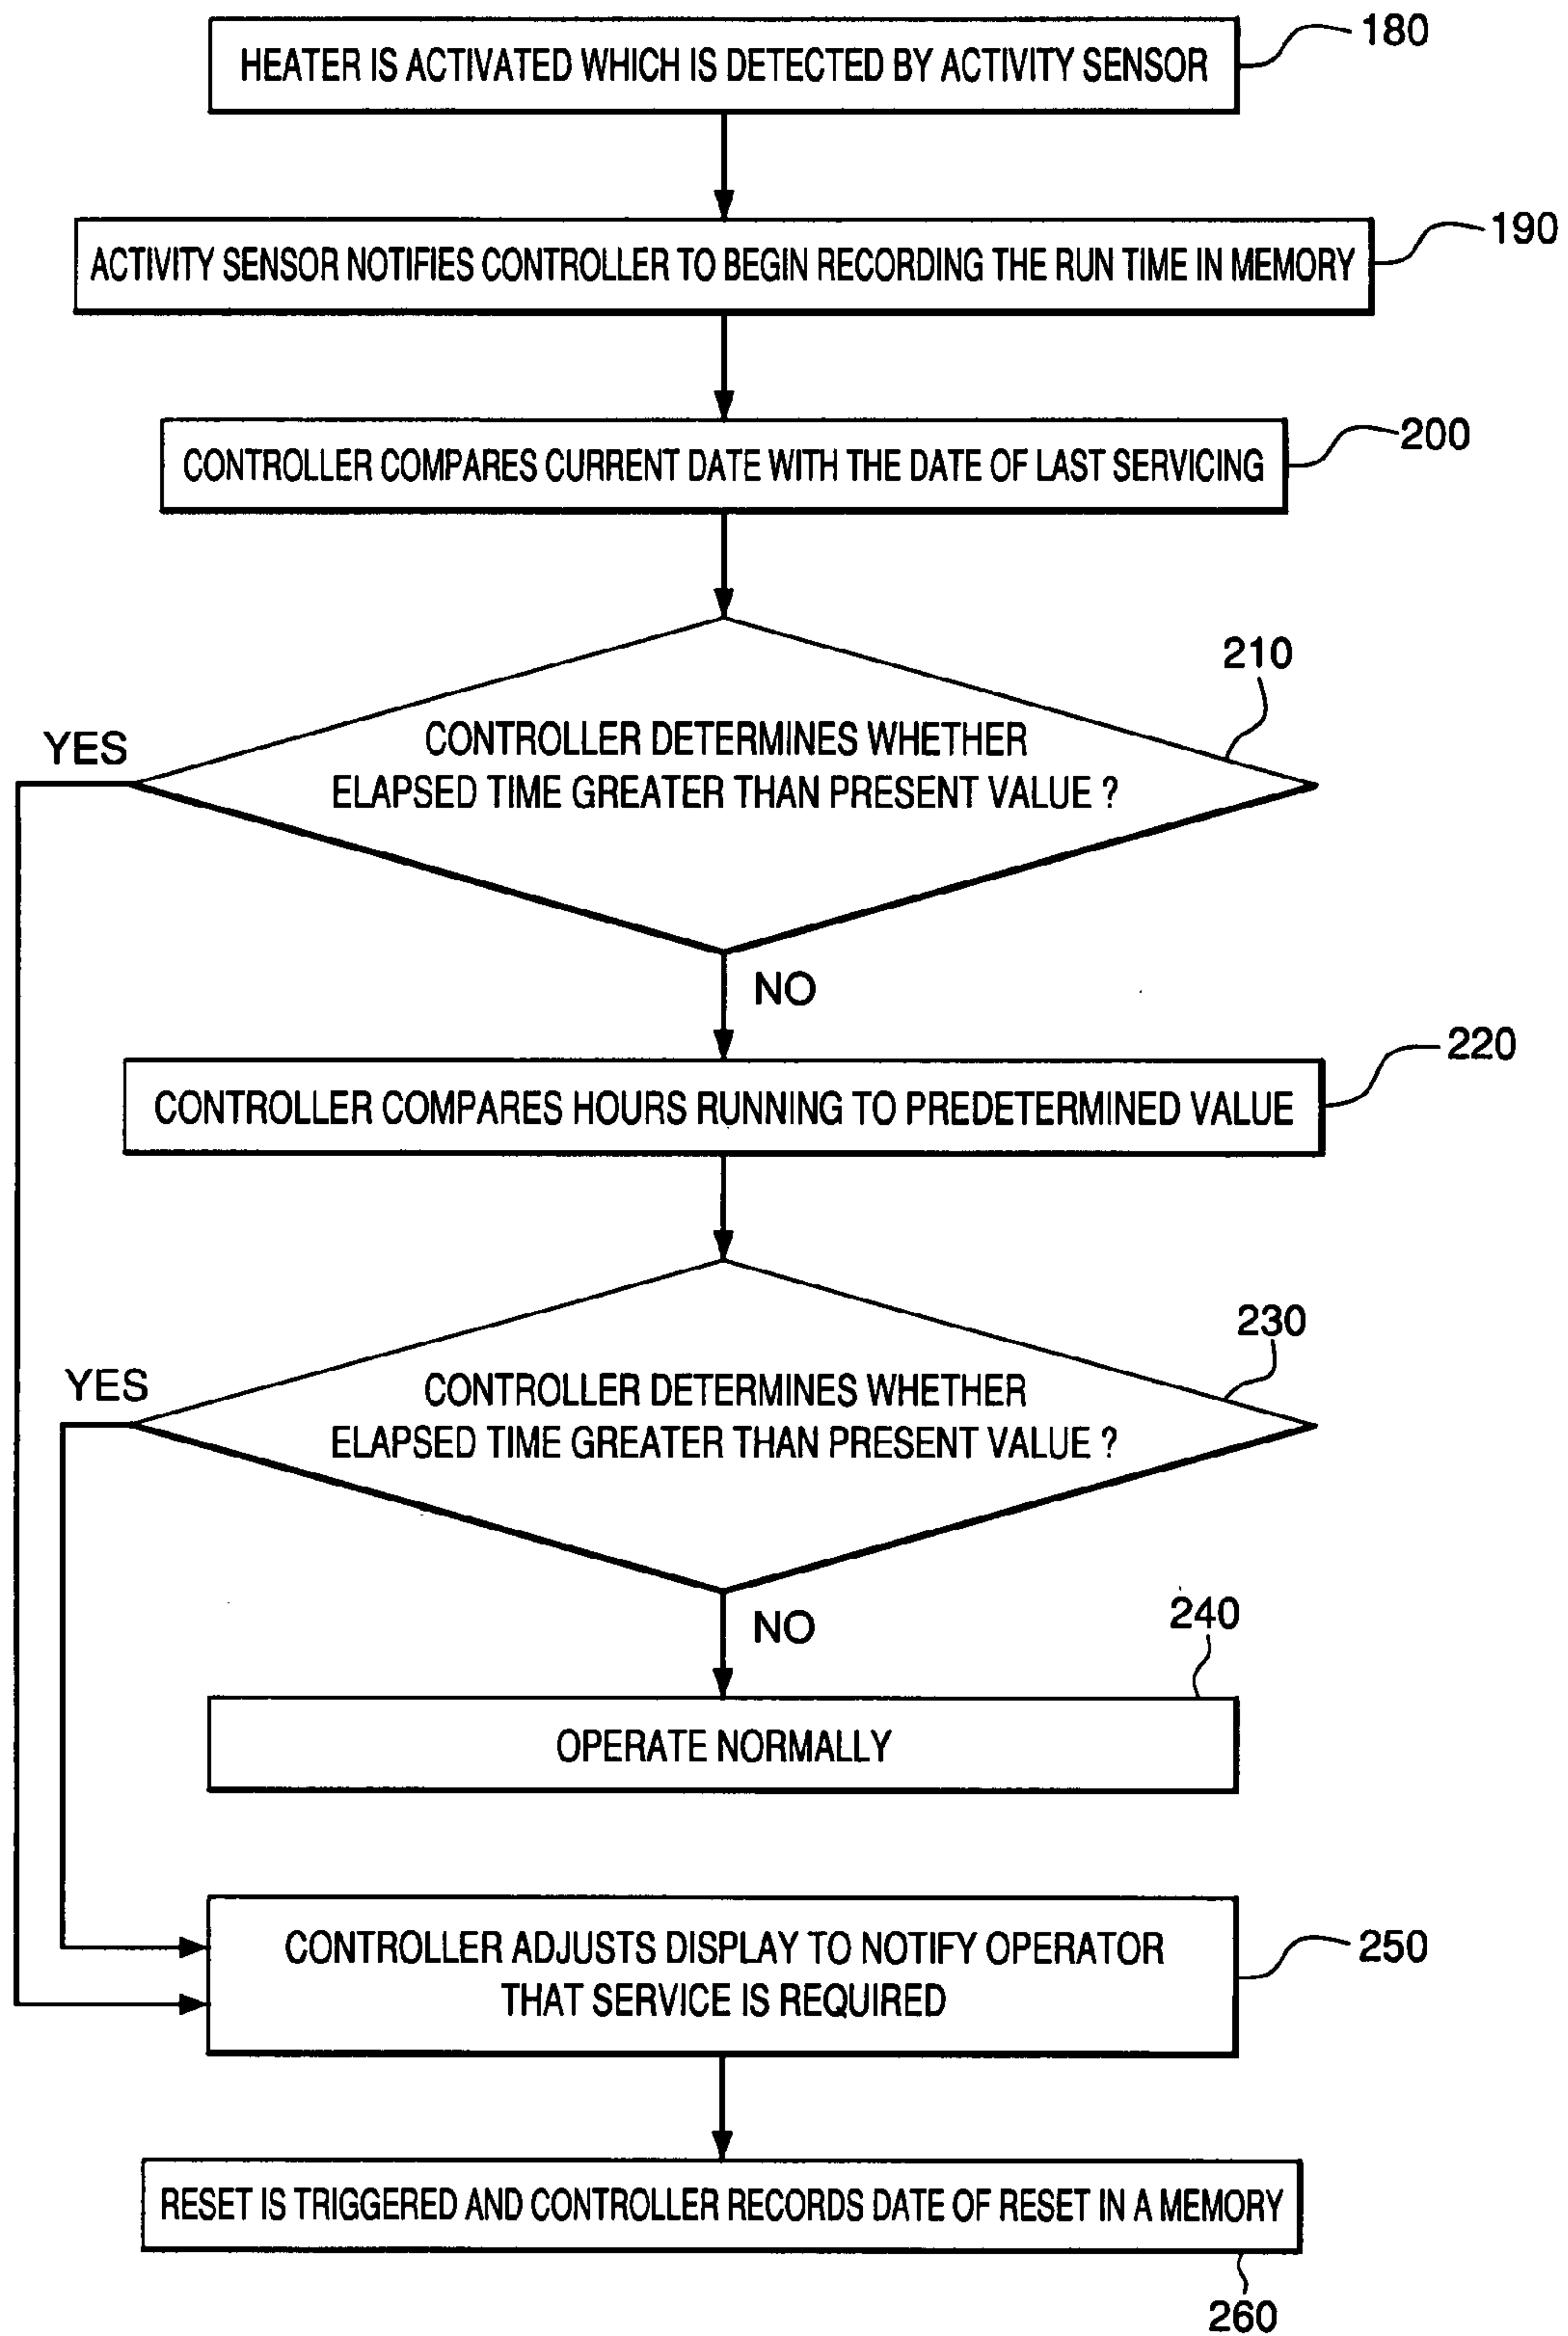 180
HEATER IS ACTIVATED WHICH IS DETECTED BY ACTIVITY SENSOR
190
ACTIVITY SENSOR NOTIFIES CONTROLLER TO BEGIN RECORDING THE RUN TIME IN MEMORY
200
CONTROLLER COMPARES CURRENT DATE WITH THE DATE OF LAST SERVICING
210
YES
CONTROLLER DETERMINES WHETHER
ELAPSED TIME GREATER THAN PRESENT VALUE ?
NO
220
CONTROLLER COMPARES HOURS RUNNING TO PREDETERMINED VALUE
230
YES
CONTROLLER DETERMINES WHETHER
ELAPSED TIME GREATER THAN PRESENT VALUE ?
NO
240
OPERATE NORMALLY
250
CONTROLLER ADJUSTS DISPLAY TO NOTIFY OPERATOR
THAT SERVICE IS REQUIRED
RESET IS TRIGGERED AND CONTROLLER RECORDS DATE OF RESET IN A MEMORY
260